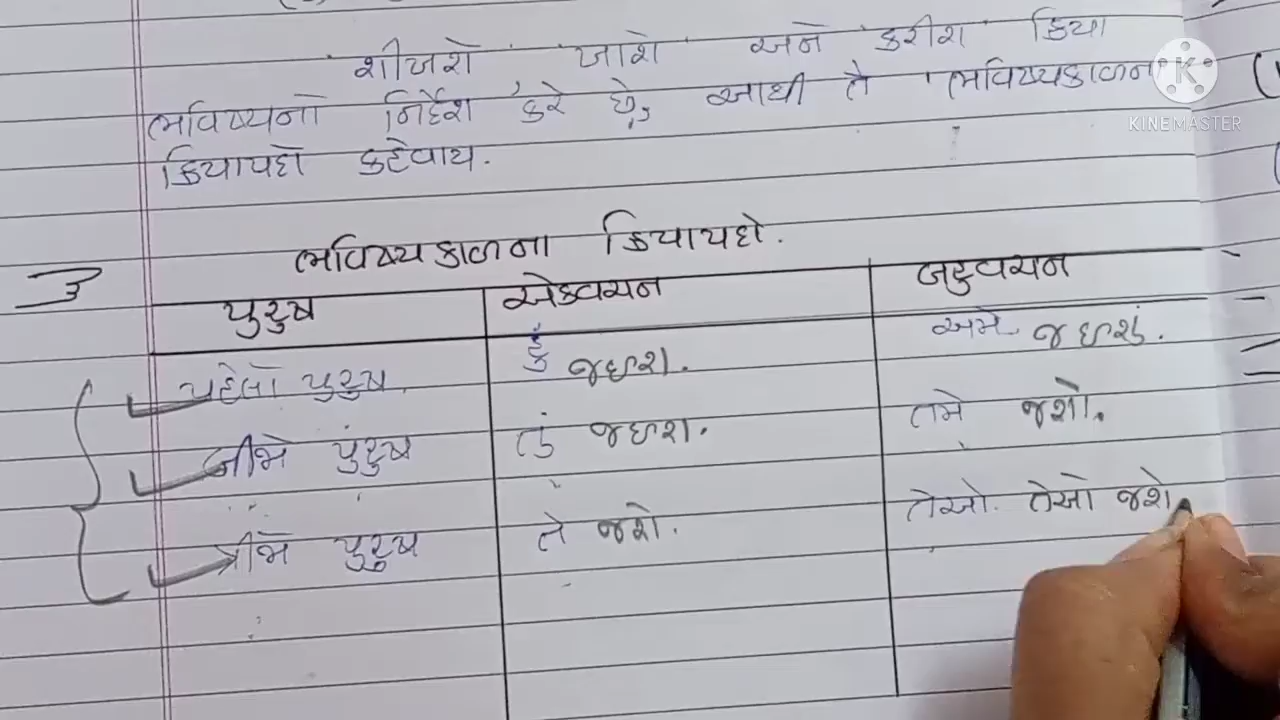 શીખશે ખાશે અને કરીશ ક્રિયા
ભવિષ્યનો નિર્દેશ કરે છે, આથી તે ભવિષ્યકાળના
ક્રિયાપદો કહેવાય.
ભવિષ્યકાળના ક્રિયાપદો.
પુરુષ એકવચન બહુવચન
પહેલો પુરુષ હું જઇશ. અમે જઇશું.
બીજો પુરુષ તું જઇશ. તમે જશો.
ત્રીજો પુરુષ તે જશે. તેઓ. તેઓ જશે
KINEMASTER